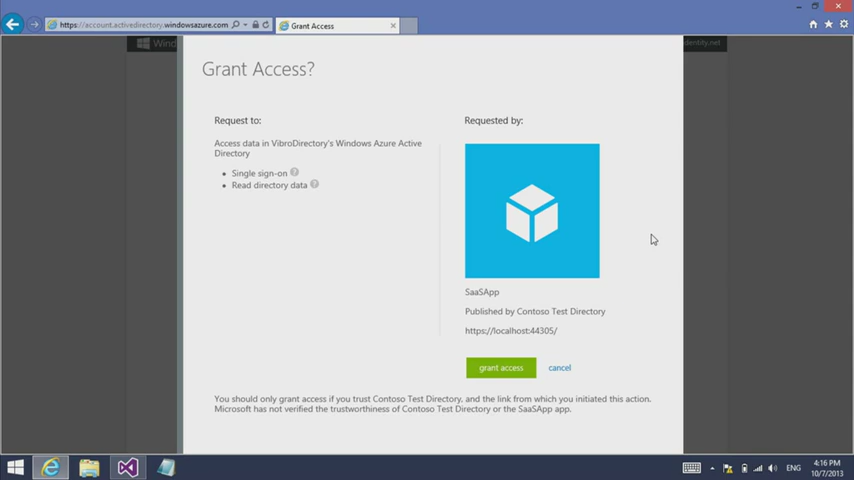 https://account.activedirectory.windowsazure.com
Grant Access
Wind
dentity.net
Grant Access?
Request to:
Requested by:
Access data in VibroDirectory's Windows Azure Active
Directory
Single sign-on ?
Read directory data ?
SaaSApp
Published by Contoso Test Directory
https://localhost:44305/
grant access
cancel
You should only grant access if you trust Contoso Test Directory, and the link from which you initiated this action.
Microsoft has not verified the trustworthiness of Contoso Test Directory or the SaaSApp app.
ENG
4:16 PM
10/7/2013